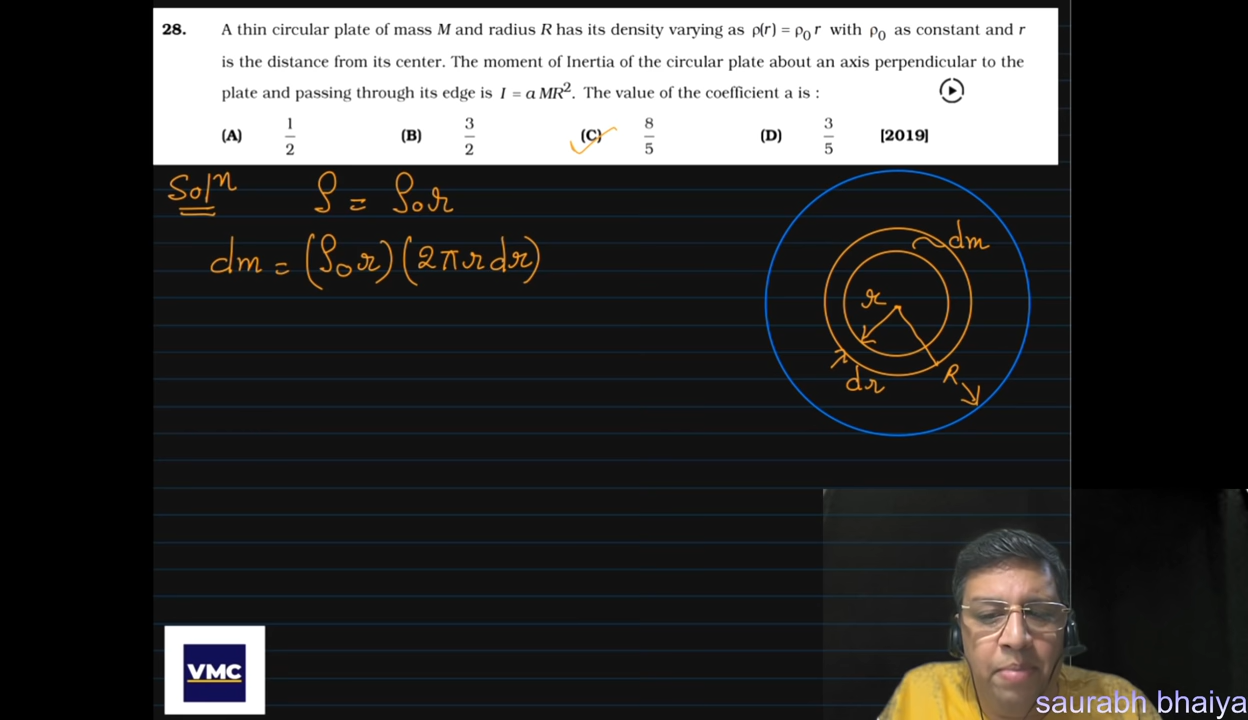 28. A thin circular plate of mass M and radius R has its density varying as ρ(r) = ρ₀ r with ρ₀ as constant and r
is the distance from its center. The moment of Inertia of the circular plate about an axis perpendicular to the
plate and passing through its edge is I = a MR². The value of the coefficient a is :
(A) 1/2 (B) 3/2 (C) 8/5 (D) 3/5 [2019]
Solⁿ ρ = ρ₀r
dm = (ρ₀r)(2πrdr)
dm
r
dr
R
VMC
saurabh bhaiya